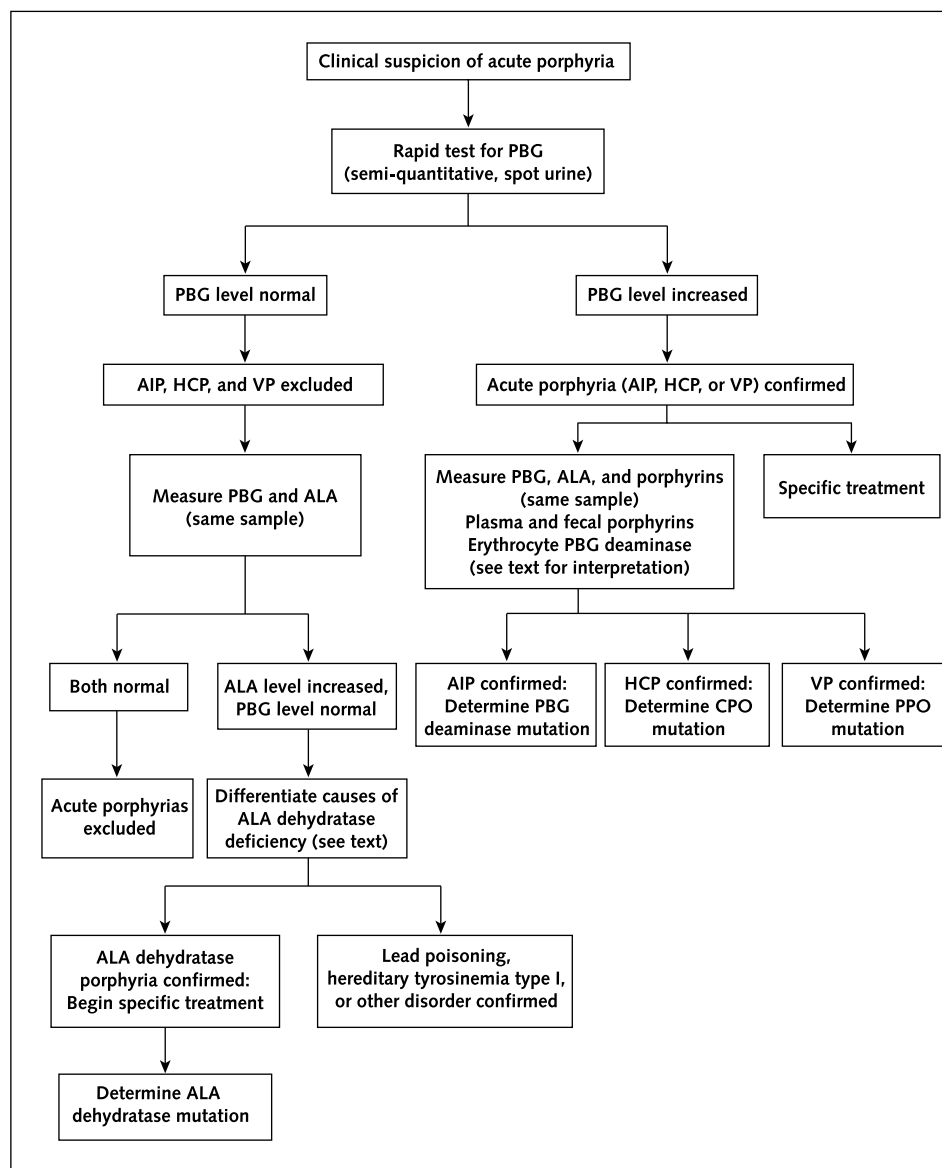 Clinical suspicion of acute porphyria
Rapid test for PBG
(semi-quantitative, spot urine)
PBG level normal
PBG level increased
AIP, HCP, and VP excluded
Acute porphyria (AIP, HCP, or VP) confirmed
Measure PBG and ALA
(same sample)
Measure PBG, ALA, and porphyrins
(same sample)
Plasma and fecal porphyrins
Erythrocyte PBG deaminase
(see text for interpretation)
Specific treatment
Both normal
ALA level increased,
PBG level normal
AIP confirmed:
Determine PBG
deaminase mutation
HCP confirmed:
Determine CPO
mutation
VP confirmed:
Determine PPO
mutation
Acute porphyrias
excluded
Differentiate causes of
ALA dehydratase
deficiency (see text)
ALA dehydratase
porphyria confirmed:
Begin specific treatment
Lead poisoning,
hereditary tyrosinemia type I,
or other disorder confirmed
Determine ALA
dehydratase mutation